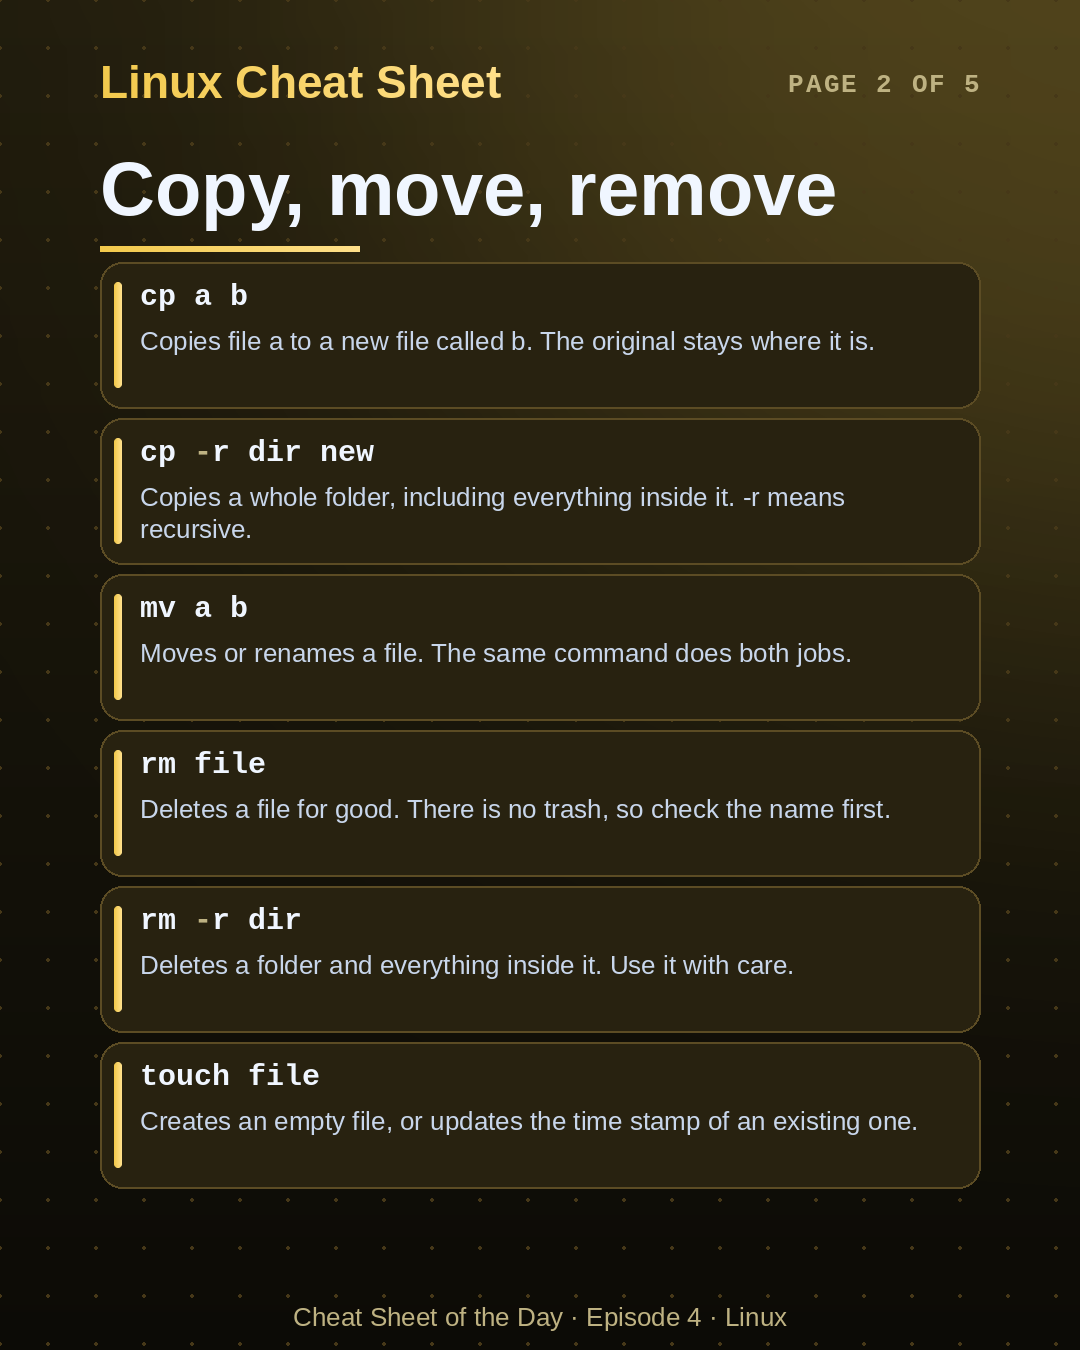 Linux Cheat Sheet
PAGE 2 OF 5
Copy, move, remove
cp a b
Copies file a to a new file called b. The original stays where it is.
cp -r dir new
Copies a whole folder, including everything inside it. -r means
recursive.
mv a b
Moves or renames a file. The same command does both jobs.
rm file
Deletes a file for good. There is no trash, so check the name first.
rm -r dir
Deletes a folder and everything inside it. Use it with care.
touch file
Creates an empty file, or updates the time stamp of an existing one.
Cheat Sheet of the Day · Episode 4 · Linux